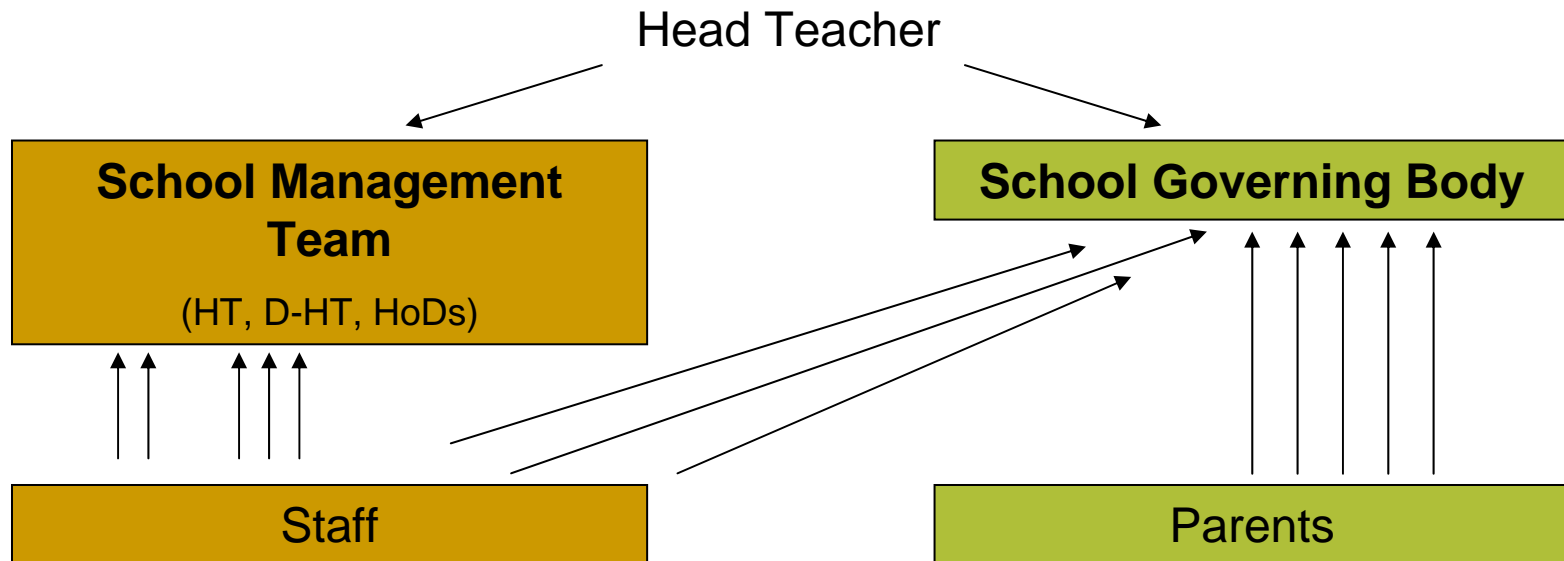 Head Teacher
School Management
Team
(HT, D-HT, HoDs)
School Governing Body
Staff
Parents